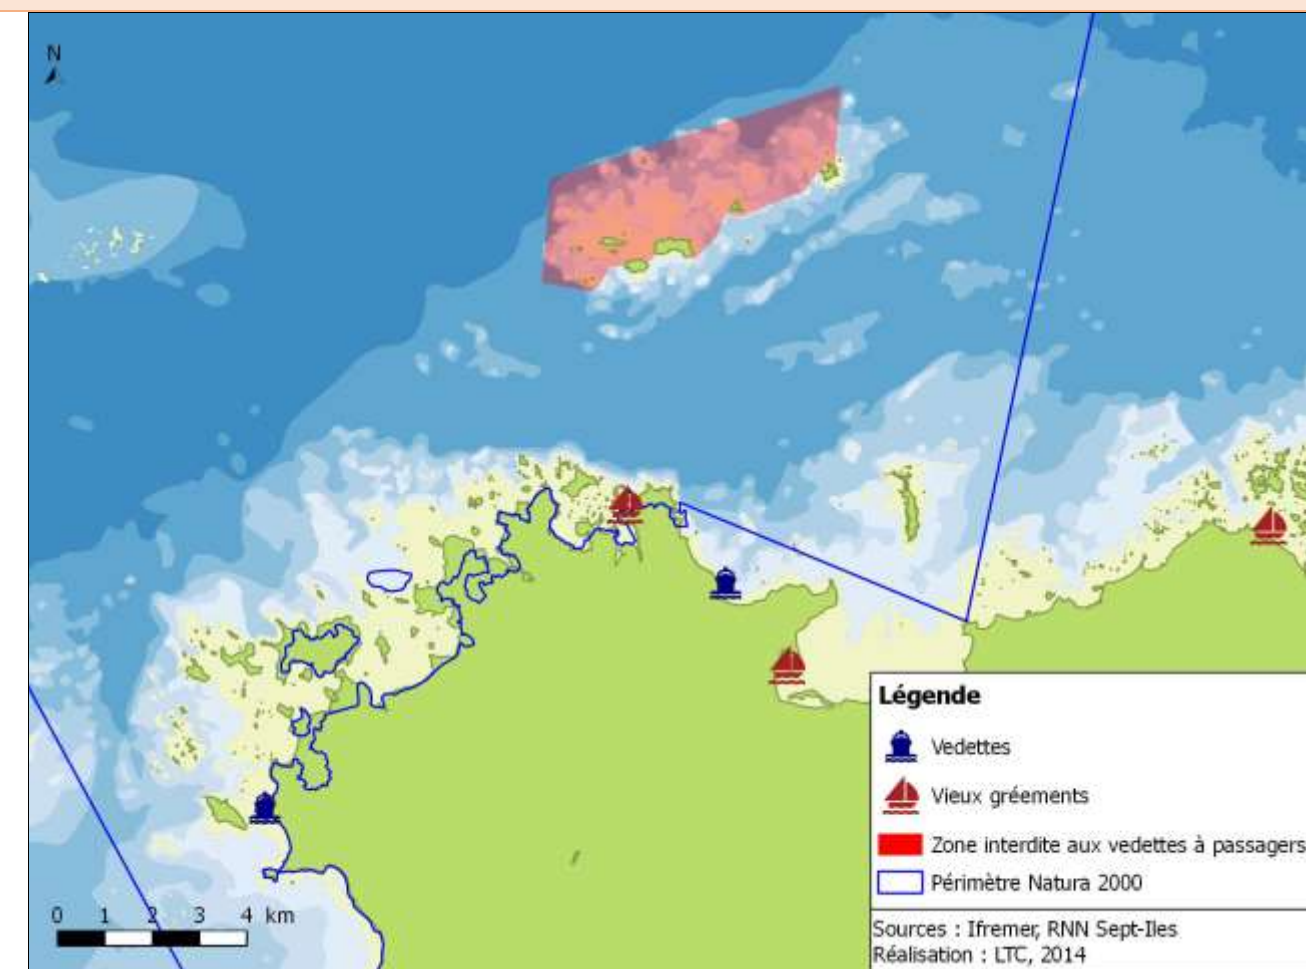 N
0 1 2 3 4 km
Légende
Vedettes
Vieux gréements
Zone interdite aux vedettes à passagers
Périmètre Natura 2000
Sources : Ifremer, RNN Sept-Iles
Réalisation : LTC, 2014